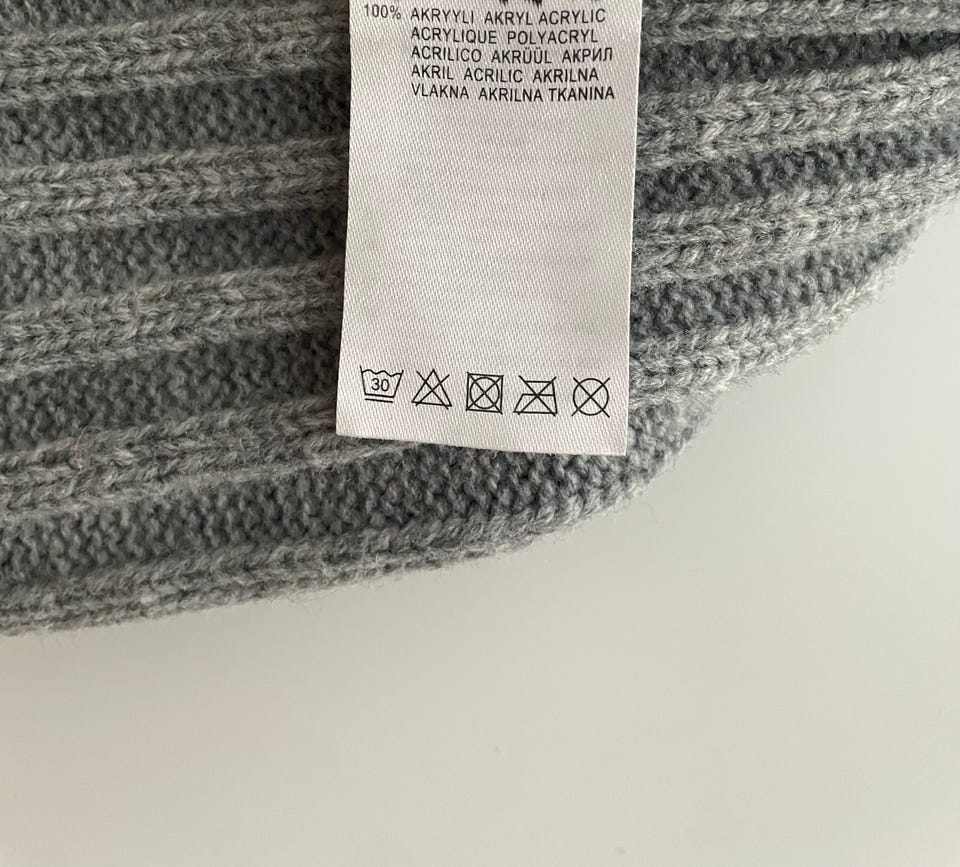 100% AKRYYLI AKRYL ACRYLIC
ACRYLIQUE POLYACRYL
ACRILICO AKRÜÜL АКРИЛ
AKRIL ACRILIC AKRILNA
VLAKNA AKRILNA TKANINA
30